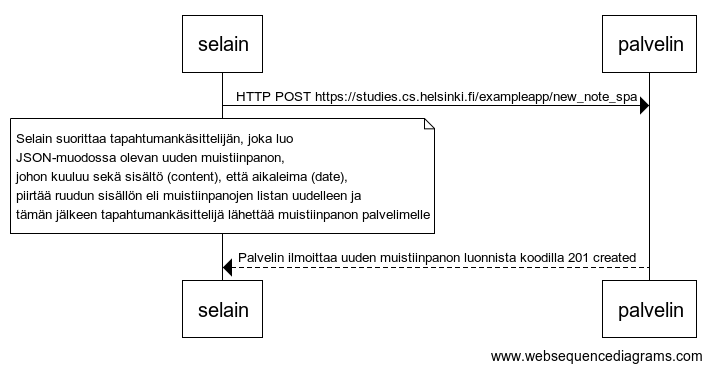 selain
palvelin
HTTP POST https://studies.cs.helsinki.fi/exampleapp/new_note_spa
Selain suorittaa tapahtumankäsittelijän, joka luo
JSON-muodossa olevan uuden muistiinpanon,
johon kuuluu sekä sisältö (content), että aikaleima (date),
piirtää ruudun sisällön eli muistiinpanojen listan uudelleen ja
tämän jälkeen tapahtumankäsittelijä lähettää muistiinpanon palvelimelle
Palvelin ilmoittaa uuden muistiinpanon luonnista koodilla 201 created
selain
palvelin
www.websequencediagrams.com